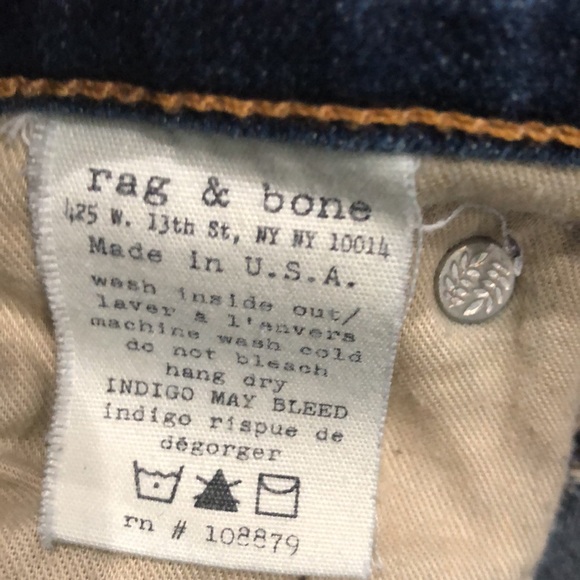 rag & bone
425 W. 13th St, NY NY 10014
Made in U.S.A.
wash inside out/
laver à l'envers
machine wash cold
do not bleach
hang dry
INDIGO MAY BLEED
indigo rispue de
dégorger
rn # 108879